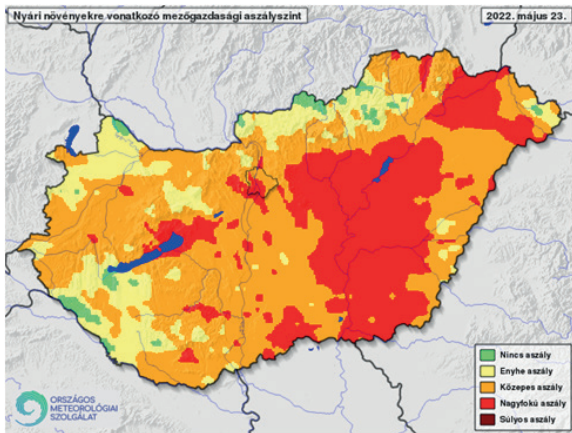 Nyári növényekre vonatkozó mezőgazdasági aszályszint
2022. május 23.
Nincs aszály
Enyhe aszály
Közepes aszály
Nagyfokú aszály
Súlyos aszály
ORSZÁGOS
METEOROLÓGIAI
SZOLGÁLAT